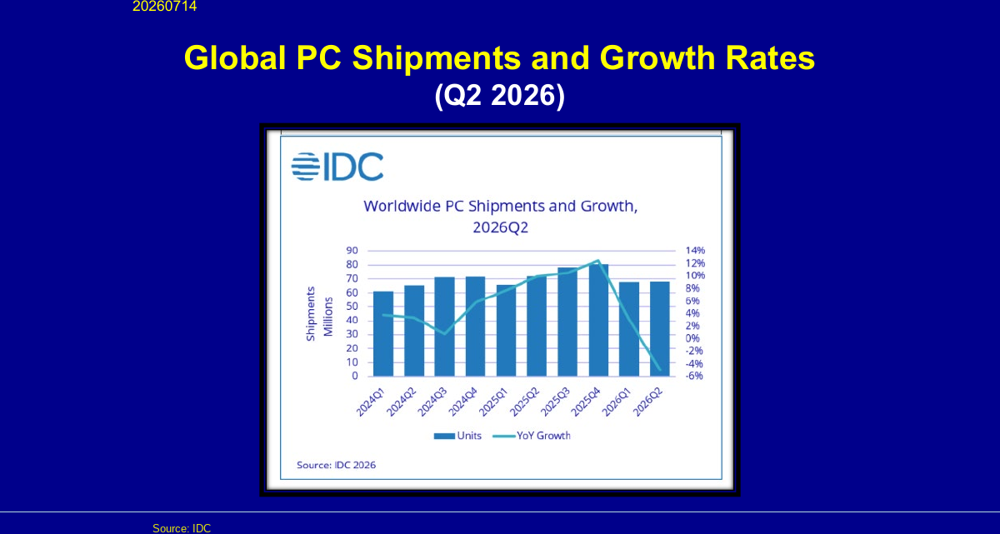 20260714
Global PC Shipments and Growth Rates
(Q2 2026)
IDC
Worldwide PC Shipments and Growth,
2026Q2
Shipments
Millions
90
80
70
60
50
40
30
20
10
0
14%
12%
10%
8%
6%
4%
2%
0%
-2%
-4%
-6%
2024Q1
2024Q2
2024Q3
2024Q4
2025Q1
2025Q2
2025Q3
2025Q4
2026Q1
2026Q2
Units
YoY Growth
Source: IDC 2026
Source: IDC